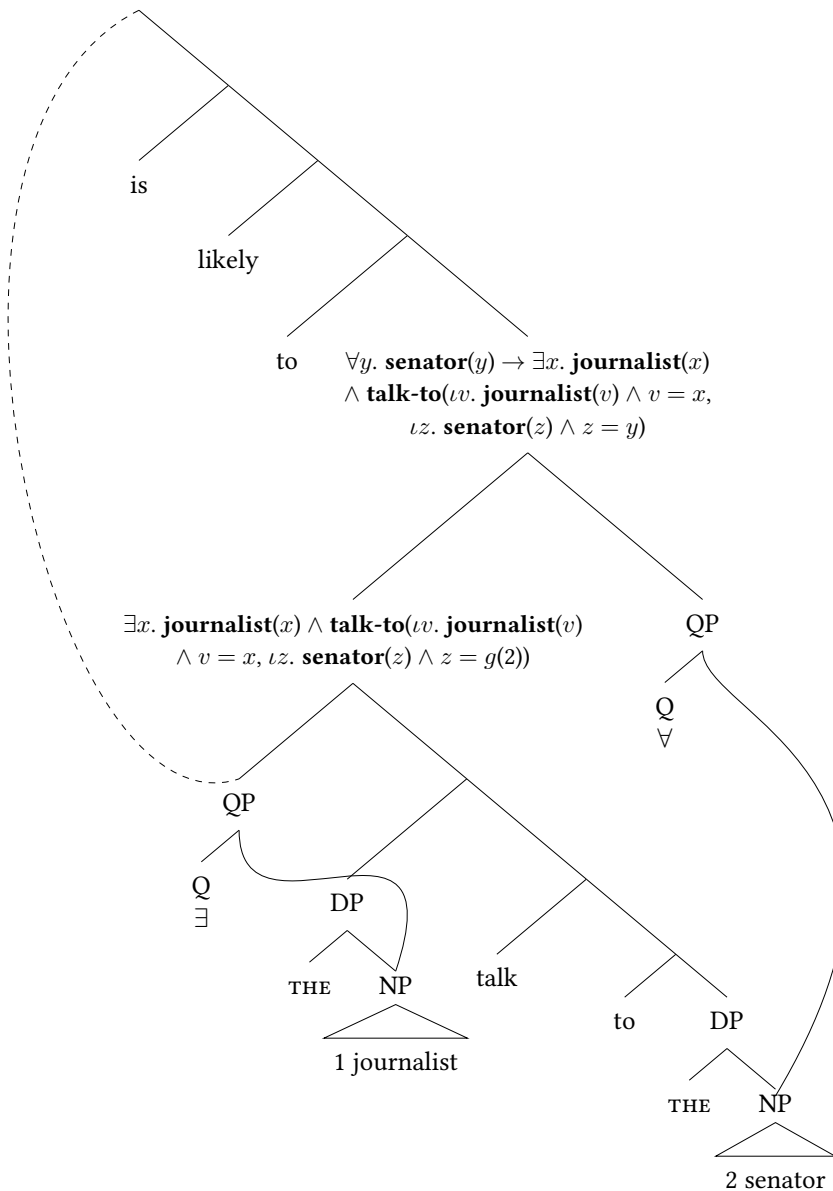 is
likely
to
∀y. senator(y) → ∃x. journalist(x)
∧ talk-to(ιv. journalist(v) ∧ v = x,
ιz. senator(z) ∧ z = y)
∃x. journalist(x) ∧ talk-to(ιv. journalist(v)
∧ v = x, ιz. senator(z) ∧ z = g(2))
QP
Q
∀
QP
Q
∃
DP
THE
NP
1 journalist
talk
to
DP
THE
NP
2 senator